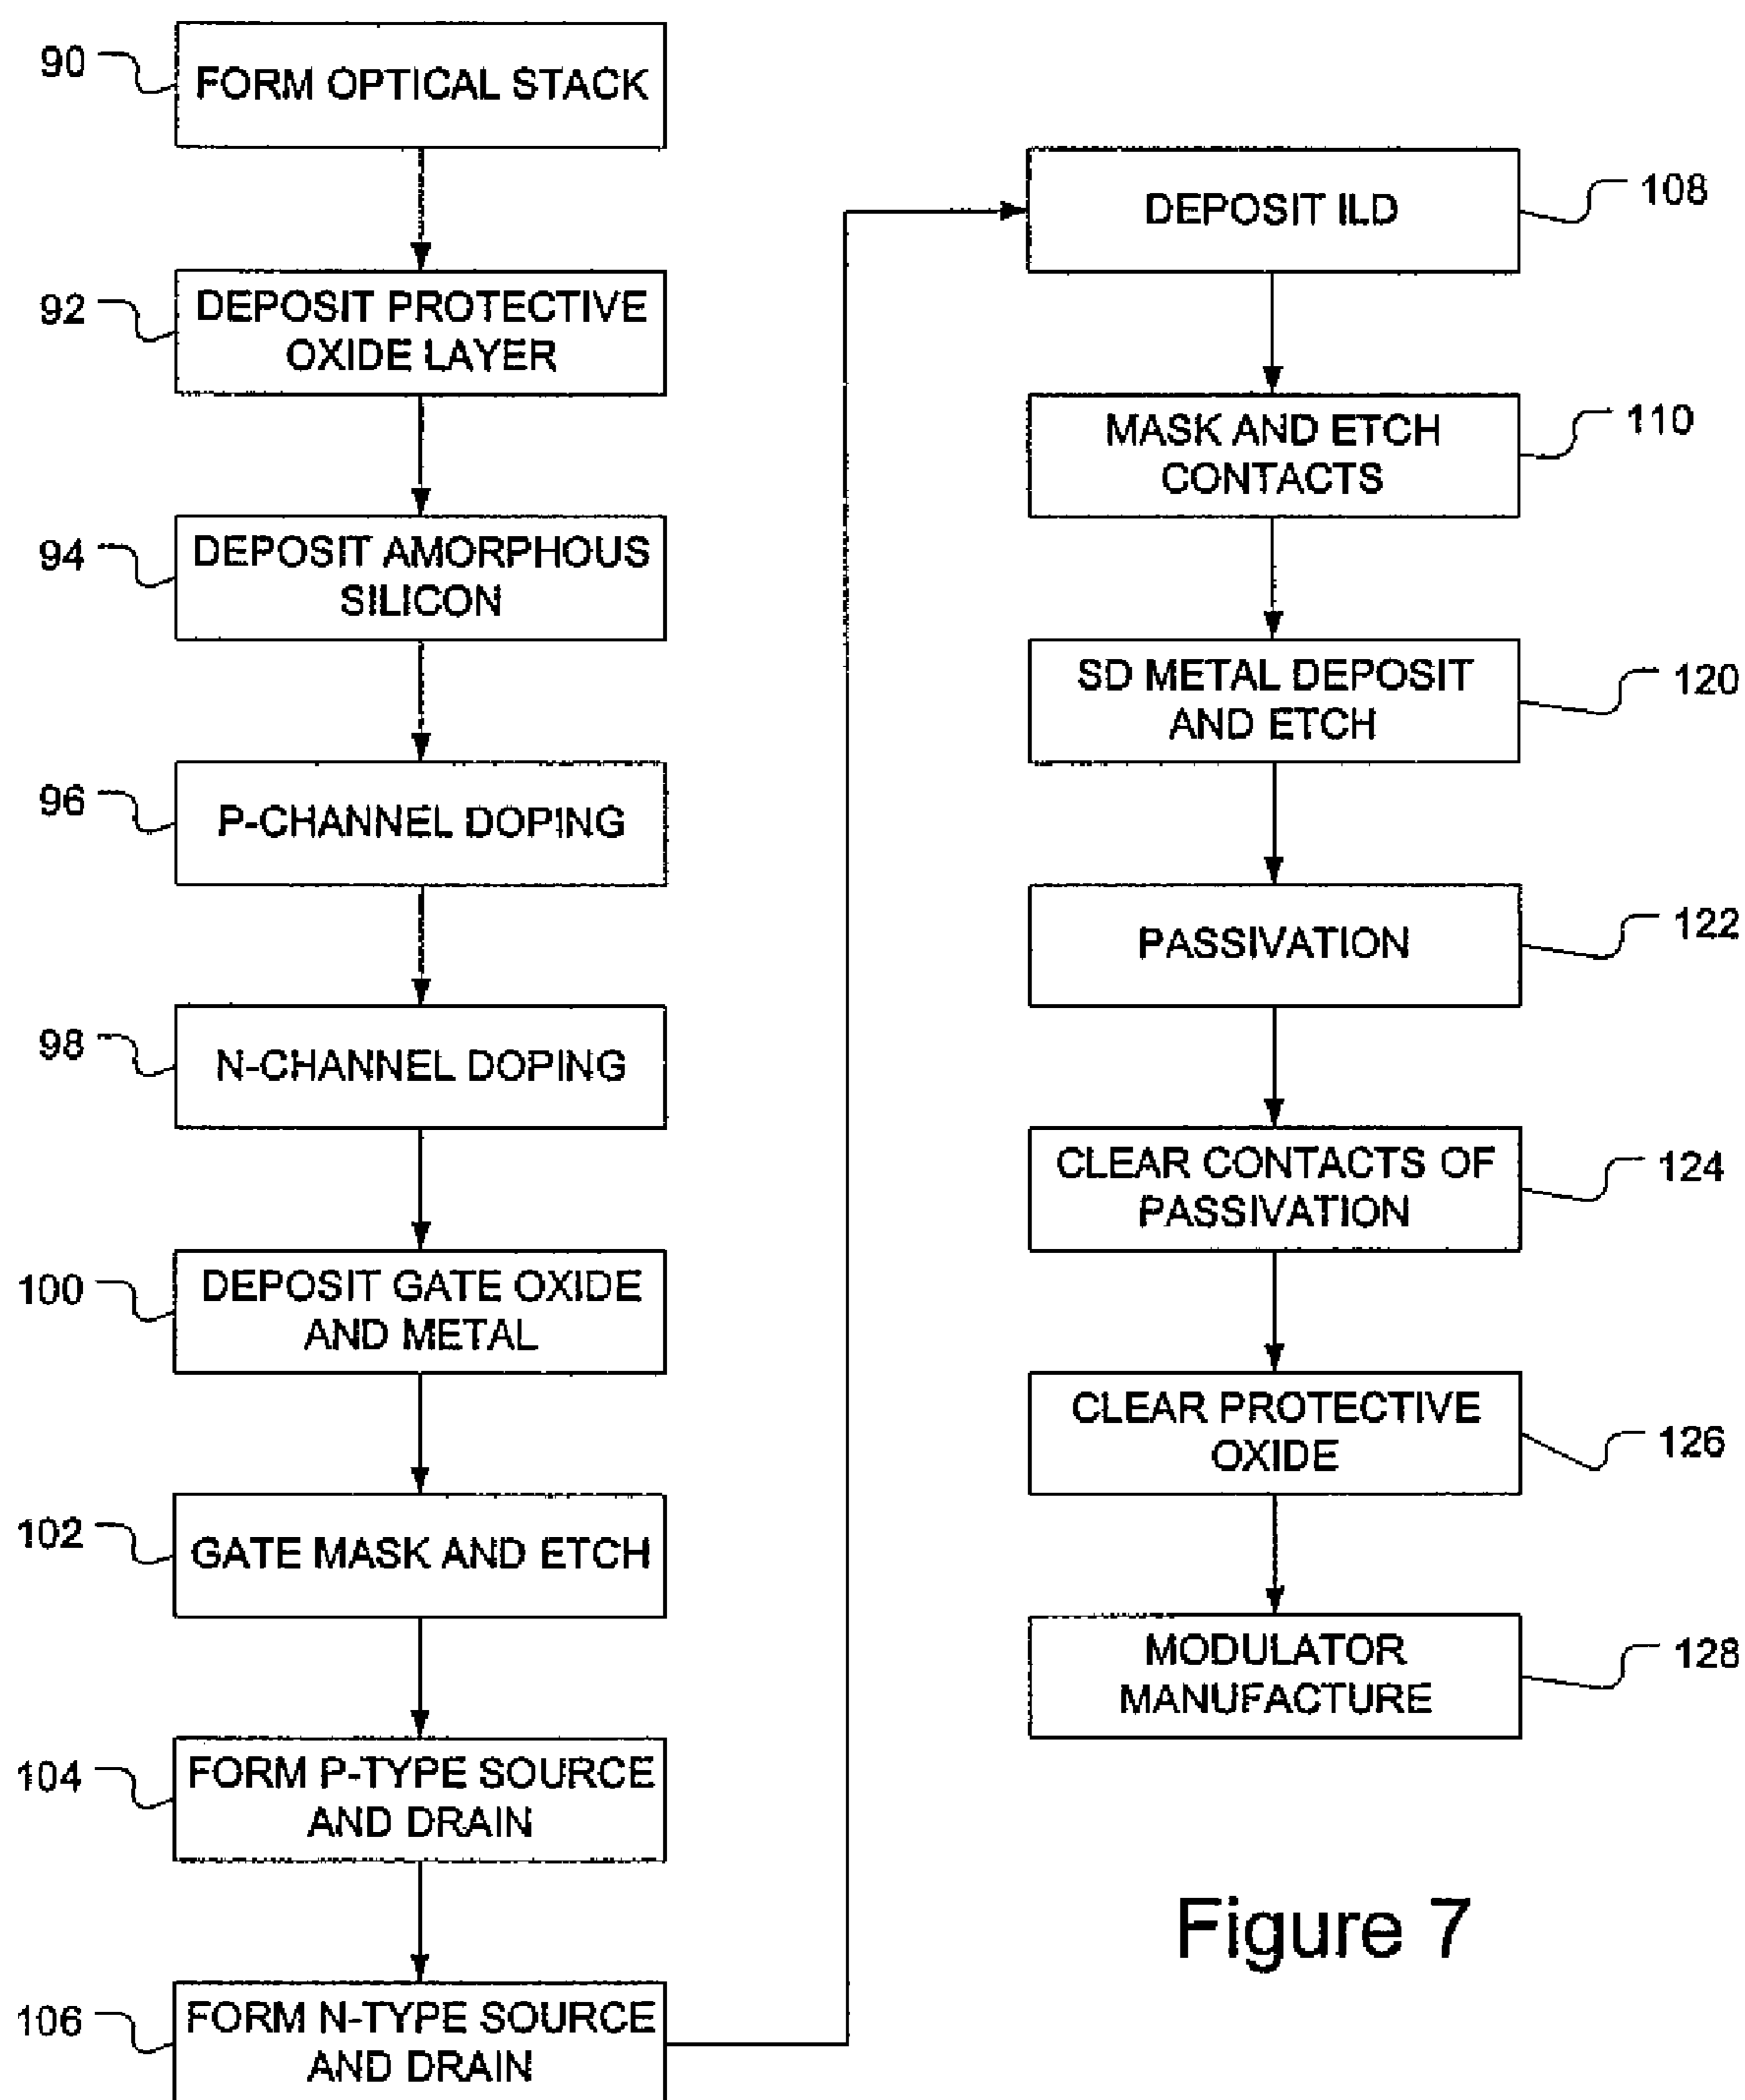 90
FORM OPTICAL STACK
92
DEPOSIT PROTECTIVE
OXIDE LAYER
94
DEPOSIT AMORPHOUS
SILICON
96
P-CHANNEL DOPING
98
N-CHANNEL DOPING
100
DEPOSIT GATE OXIDE
AND METAL
102
GATE MASK AND ETCH
104
FORM P-TYPE SOURCE
AND DRAIN
106
FORM N-TYPE SOURCE
AND DRAIN
DEPOSIT ILD
108
MASK AND ETCH
CONTACTS
110
SD METAL DEPOSIT
AND ETCH
120
PASSIVATION
122
CLEAR CONTACTS OF
PASSIVATION
124
CLEAR PROTECTIVE
OXIDE
126
MODULATOR
MANUFACTURE
128
Figure 7